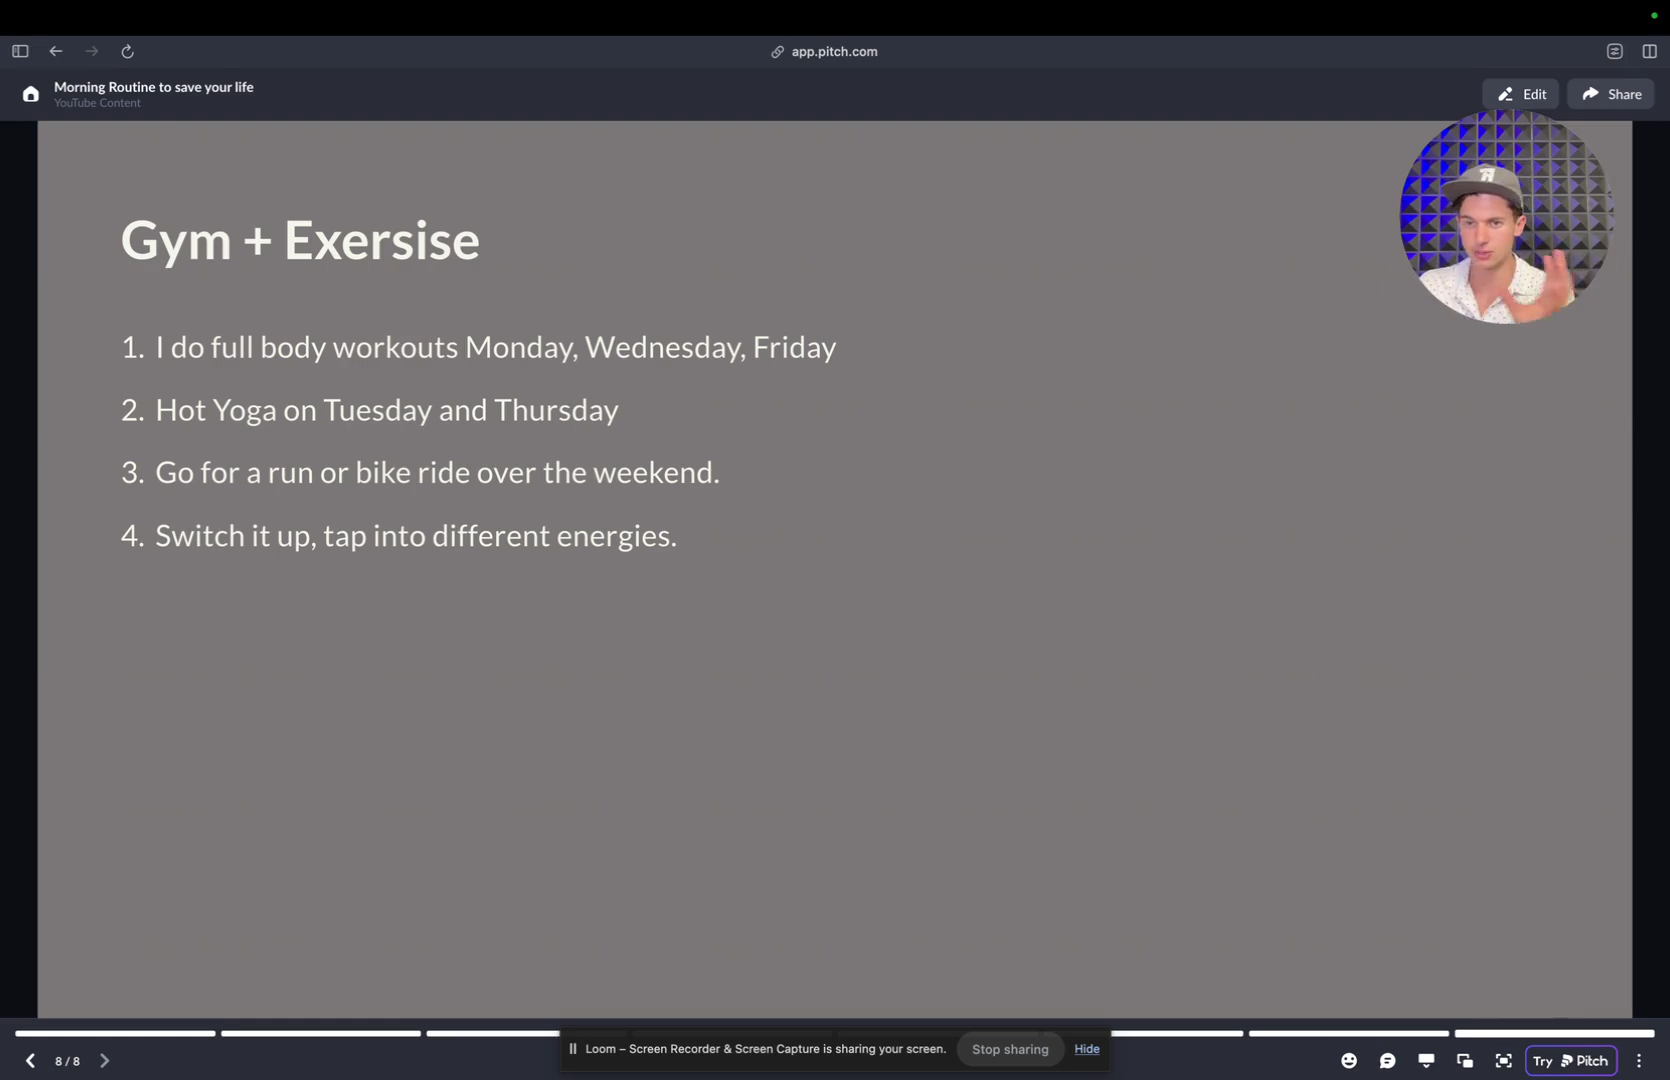 app.pitch.com
Morning Routine to save your life
YouTube Content
Edit
Share
Gym + Exersise
1. I do full body workouts Monday, Wednesday, Friday
2. Hot Yoga on Tuesday and Thursday
3. Go for a run or bike ride over the weekend.
4. Switch it up, tap into different energies.
Loom – Screen Recorder & Screen Capture is sharing your screen.
Stop sharing
Hide
8 / 8
Try Pitch